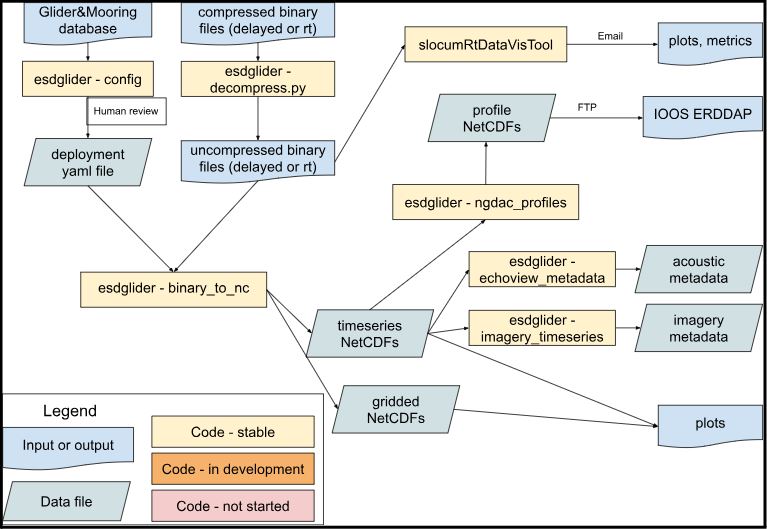 Glider&Mooring
database
compressed binary
files (delayed or rt)
slocumRtDataVisTool
Email
plots, metrics
esdglider - config
esdglider -
decompress.py
Human review
profile
NetCDFs
FTP
IOOS ERDDAP
deployment
yaml file
uncompressed binary
files (delayed or rt)
esdglider - ngdac_profiles
esdglider - binary_to_nc
esdglider -
echoview_metadata
acoustic
metadata
timeseries
NetCDFs
esdglider -
imagery_timeseries
imagery
metadata
gridded
NetCDFs
plots
Legend
Input or output
Data file
Code - stable
Code - in development
Code - not started